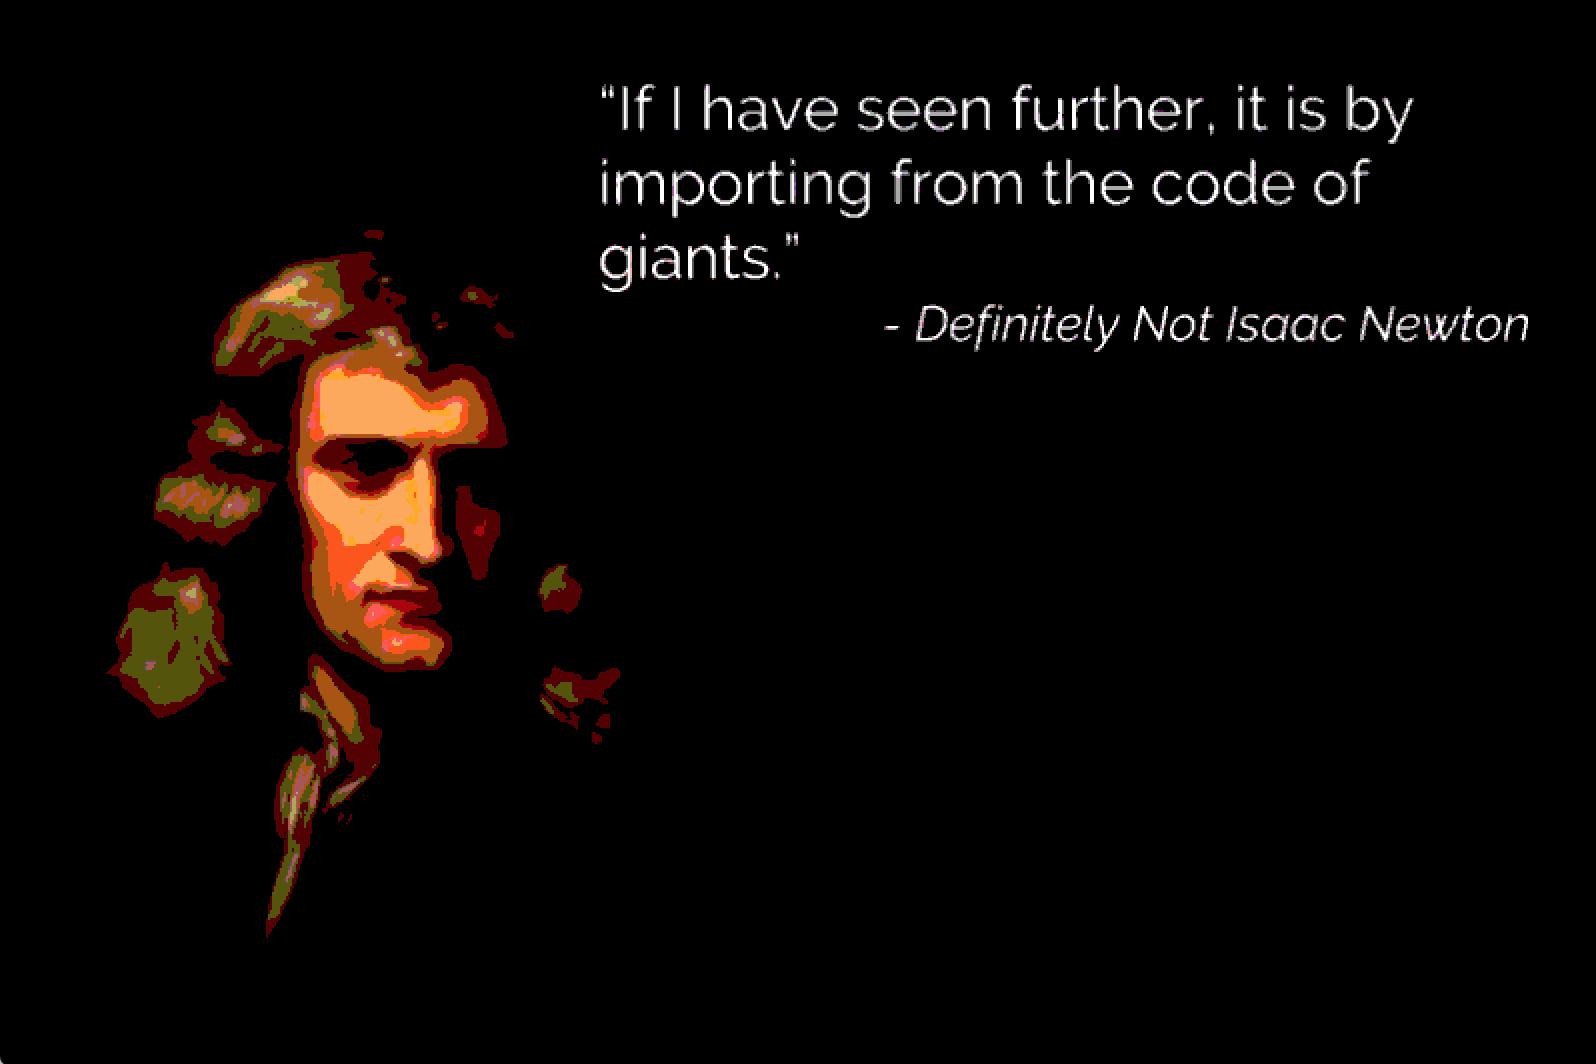 “If I have seen further, it is by
importing from the code of
giants.”
- Definitely Not Isaac Newton